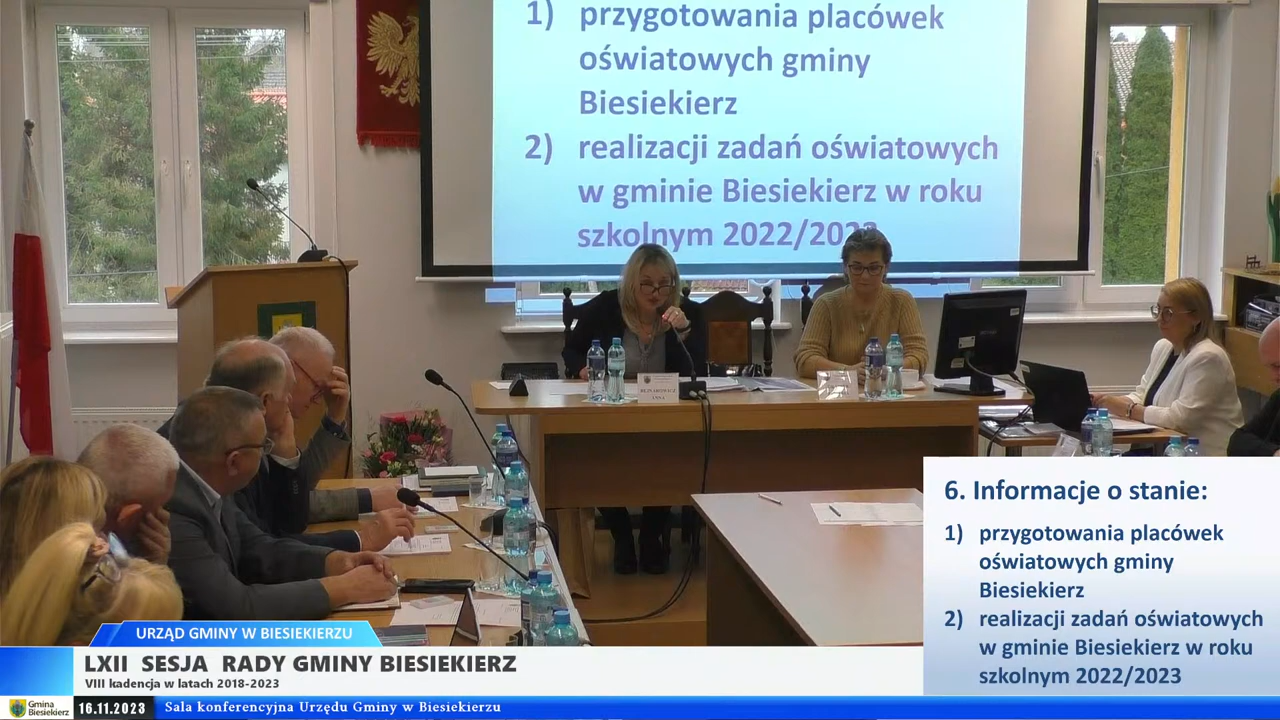 1) przygotowania placówek
oświatowych gminy
Biesiekierz
2) realizacji zadań oświatowych
w gminie Biesiekierz w roku
szkolnym 2022/2023
6. Informacje o stanie:
1) przygotowania placówek
oświatowych gminy
Biesiekierz
2) realizacji zadań oświatowych
w gminie Biesiekierz w roku
szkolnym 2022/2023
URZĄD GMINY W BIESIEKIERZU
LXII SESJA RADY GMINY BIESIEKIERZ
VIII kadencja w latach 2018-2023
Gmina
Biesiekierz
16.11.2023
Sala konferencyjna Urzędu Gminy w Biesiekierzu